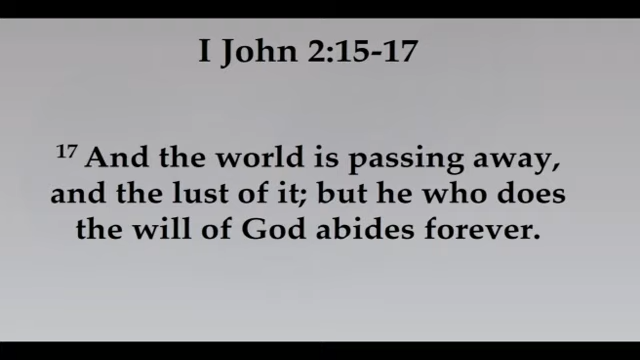 I John 2:15-17
17 And the world is passing away,
and the lust of it; but he who does
the will of God abides forever.